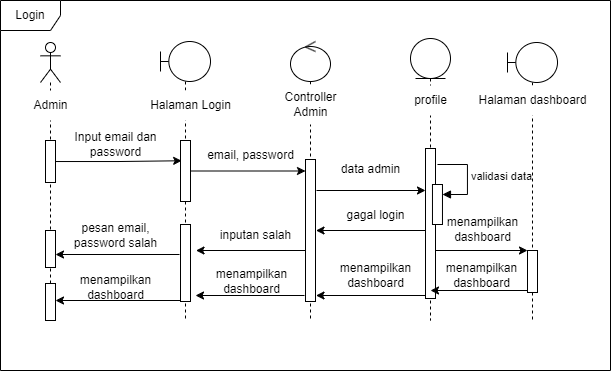 Login
Admin
Halaman Login
Controller
Admin
profile
Halaman dashboard
Input email dan
password
email, password
data admin
validasi data
gagal login
menampilkan
dashboard
pesan email,
password salah
inputan salah
menampilkan
dashboard
menampilkan
dashboard
menampilkan
dashboard
menampilkan
dashboard